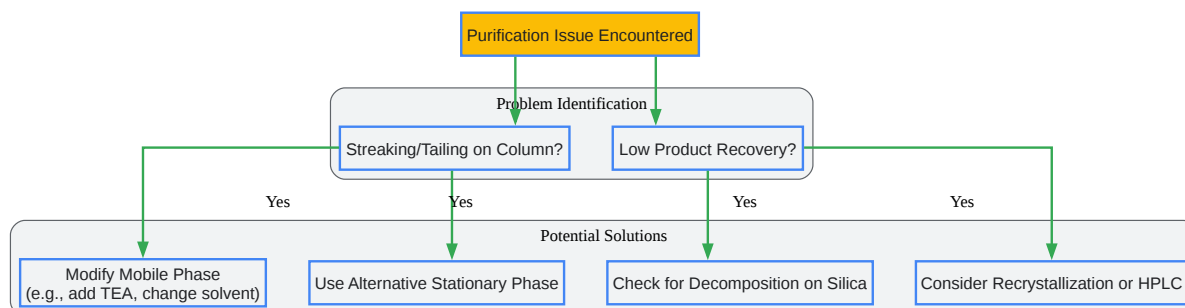 Purification Issue Encountered
Problem Identification
Streaking/Tailing on Column?
Low Product Recovery?
Yes
Yes
Yes
Yes
Potential Solutions
Modify Mobile Phase
(e.g., add TEA, change solvent)
Use Alternative Stationary Phase
Check for Decomposition on Silica
Consider Recrystallization or HPLC